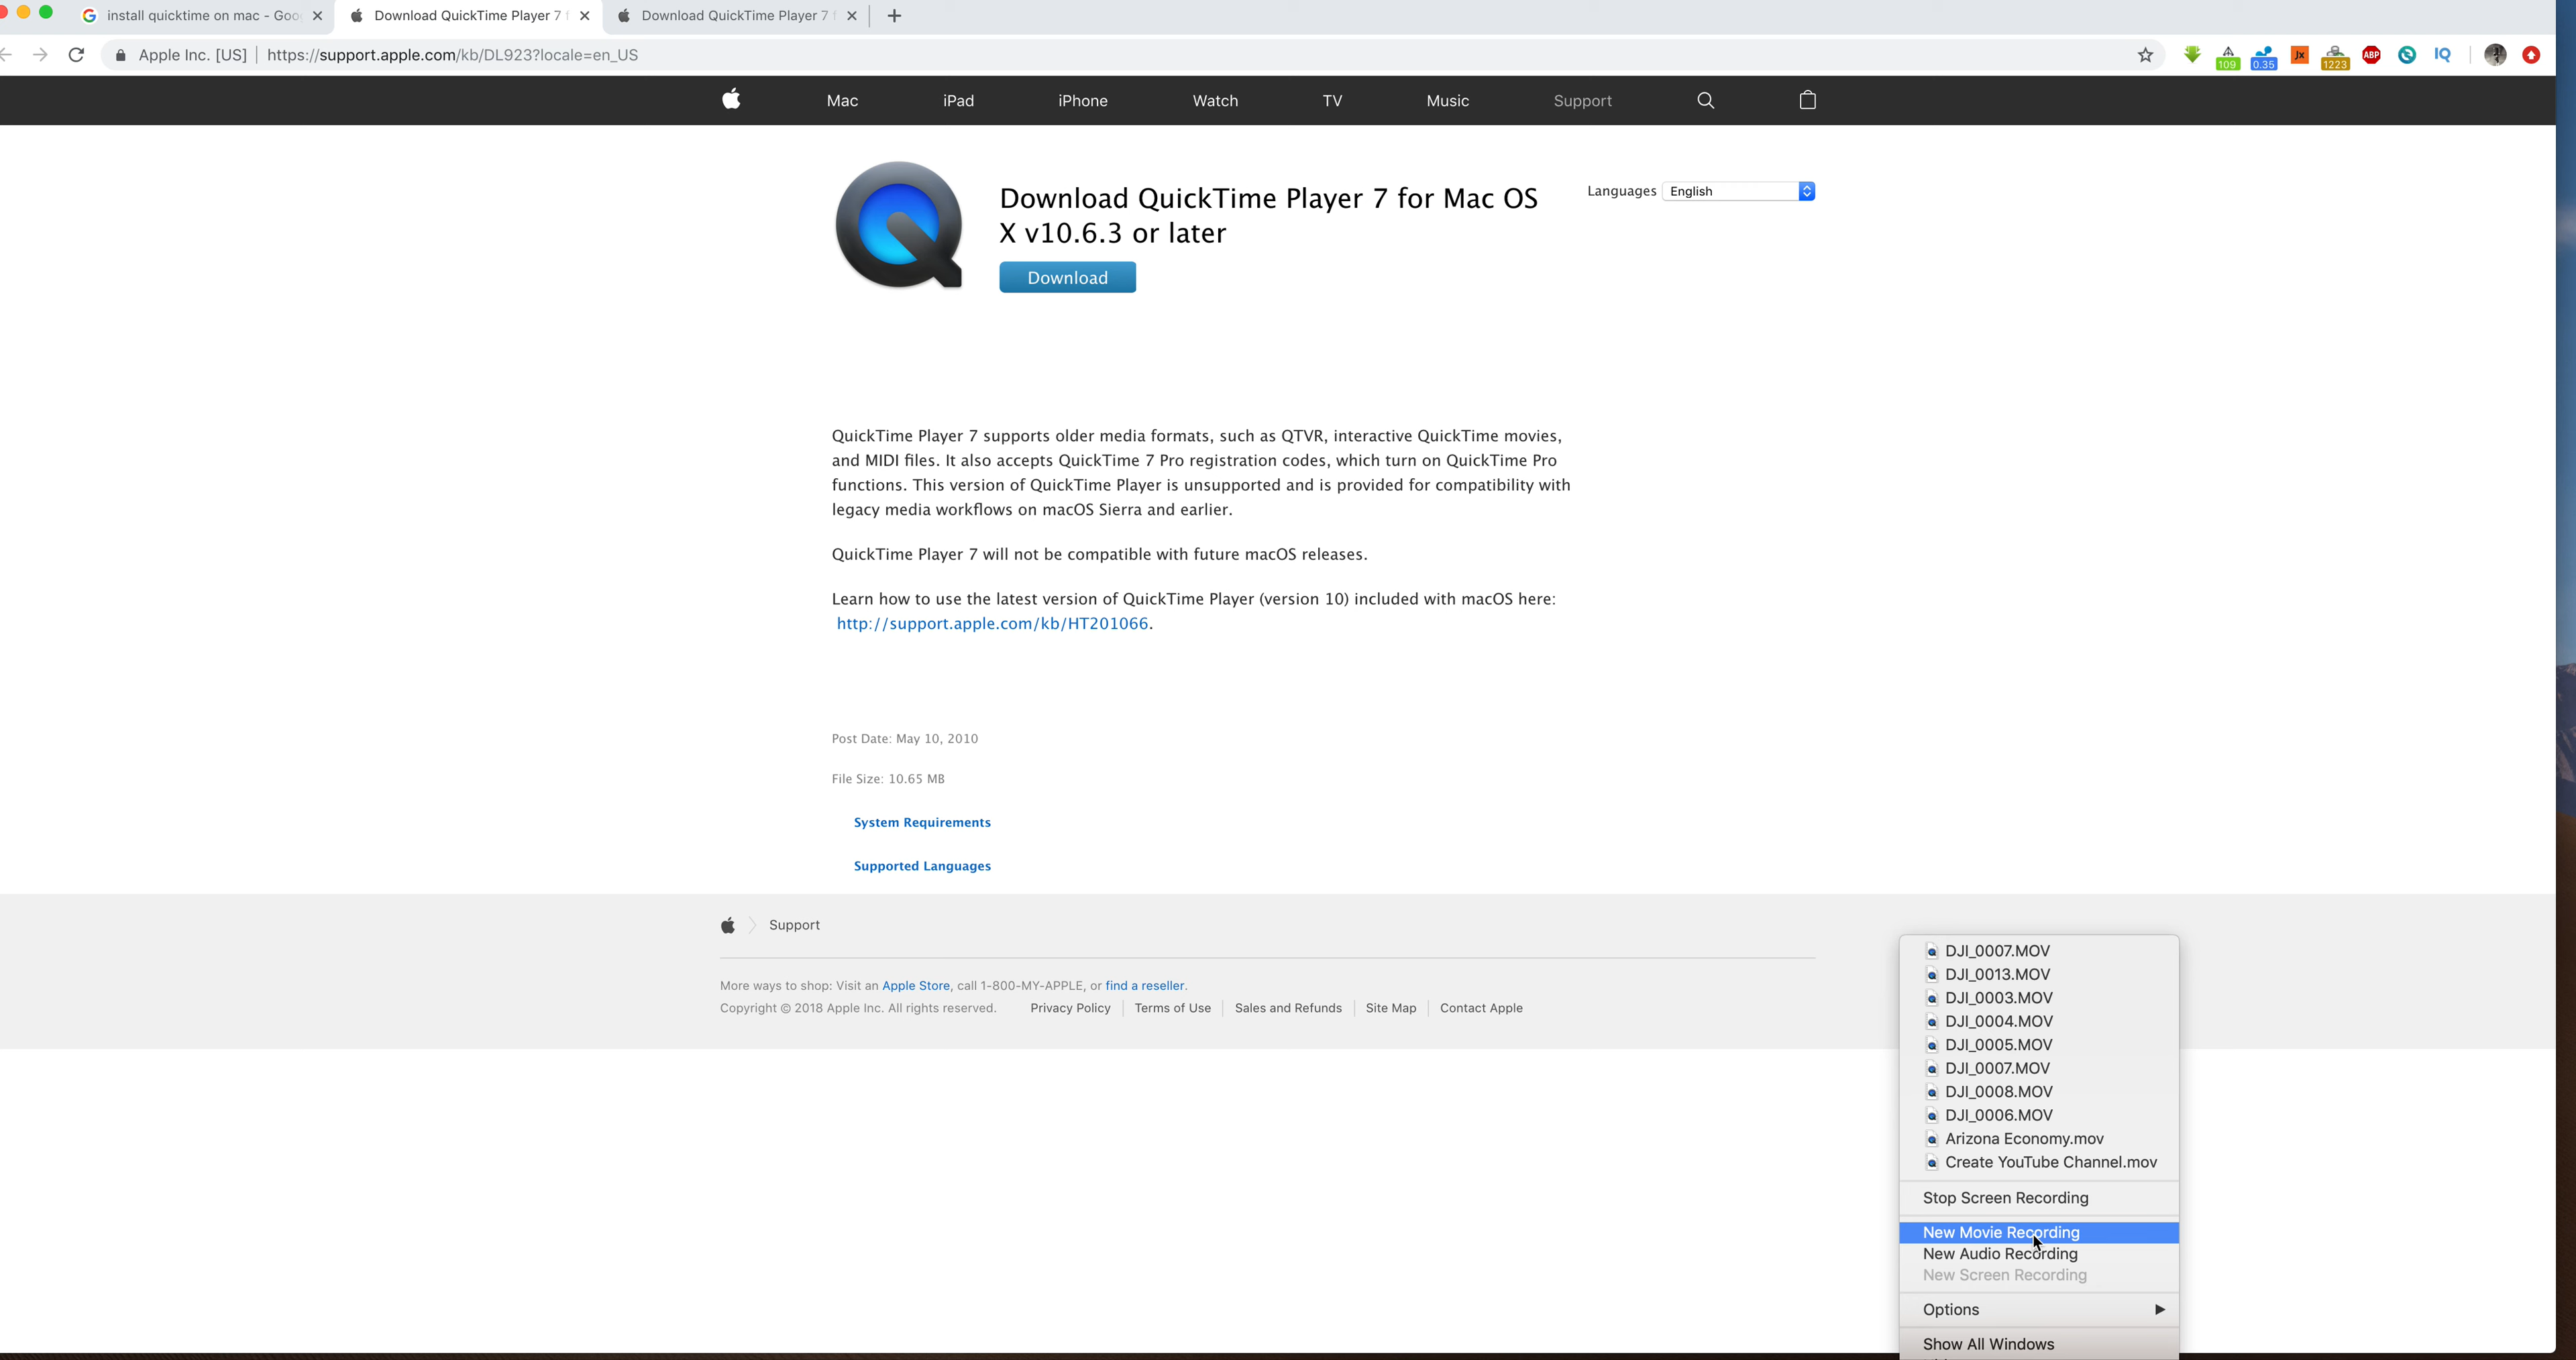 install quicktime on mac - Goo
Download QuickTime Player 7 f
Download QuickTime Player 7 f
Apple Inc. [US] | https://support.apple.com/kb/DL923?locale=en_US
109
0.35
Jx
1223
ABP
IQ
Mac
iPad
iPhone
Watch
TV
Music
Support
Download QuickTime Player 7 for Mac OS
X v10.6.3 or later
Languages English
Download
QuickTime Player 7 supports older media formats, such as QTVR, interactive QuickTime movies,
and MIDI files. It also accepts QuickTime 7 Pro registration codes, which turn on QuickTime Pro
functions. This version of QuickTime Player is unsupported and is provided for compatibility with
legacy media workflows on macOS Sierra and earlier.
QuickTime Player 7 will not be compatible with future macOS releases.
Learn how to use the latest version of QuickTime Player (version 10) included with macOS here:
http://support.apple.com/kb/HT201066.
Post Date: May 10, 2010
File Size: 10.65 MB
System Requirements
Supported Languages
Support
More ways to shop: Visit an Apple Store, call 1-800-MY-APPLE, or find a reseller.
Copyright © 2018 Apple Inc. All rights reserved. Privacy Policy | Terms of Use | Sales and Refunds | Site Map | Contact Apple
DJI_0007.MOV
DJI_0013.MOV
DJI_0003.MOV
DJI_0004.MOV
DJI_0005.MOV
DJI_0007.MOV
DJI_0008.MOV
DJI_0006.MOV
Arizona Economy.mov
Create YouTube Channel.mov
Stop Screen Recording
New Movie Recording
New Audio Recording
New Screen Recording
Options
Show All Windows